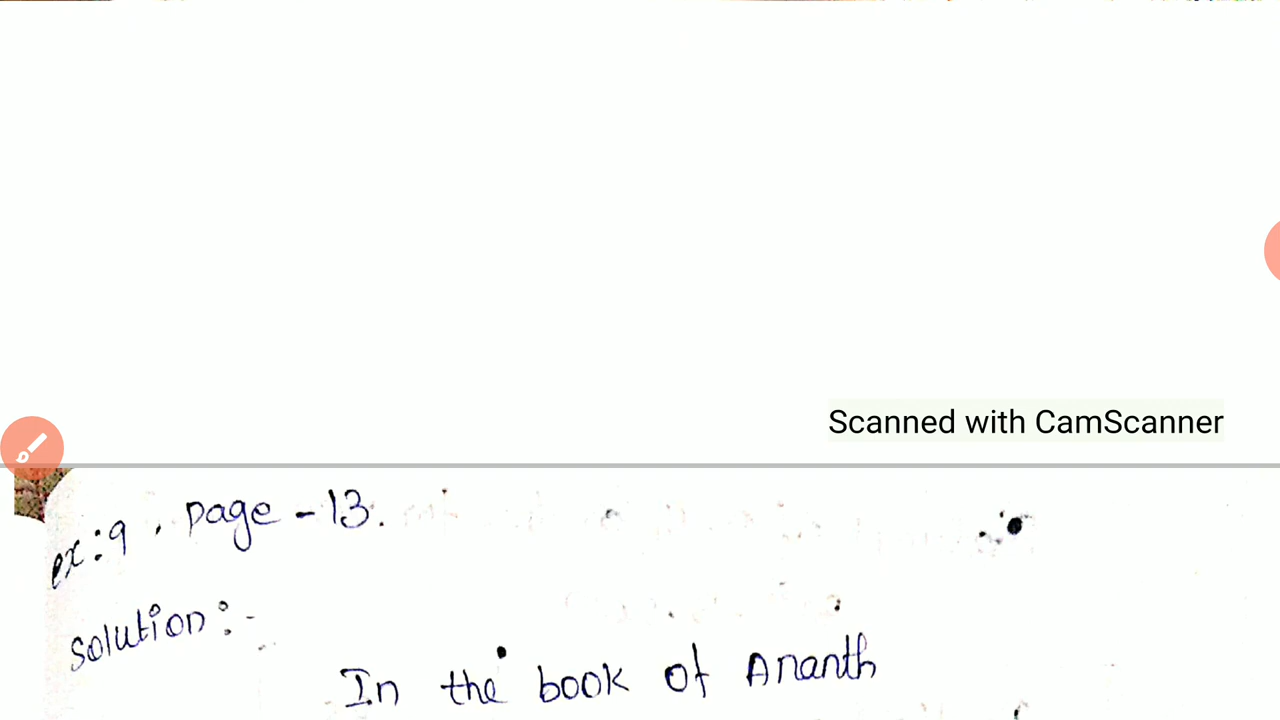 Scanned with CamScanner
ex:9. page -13.
solution:-
In the book of Ananth